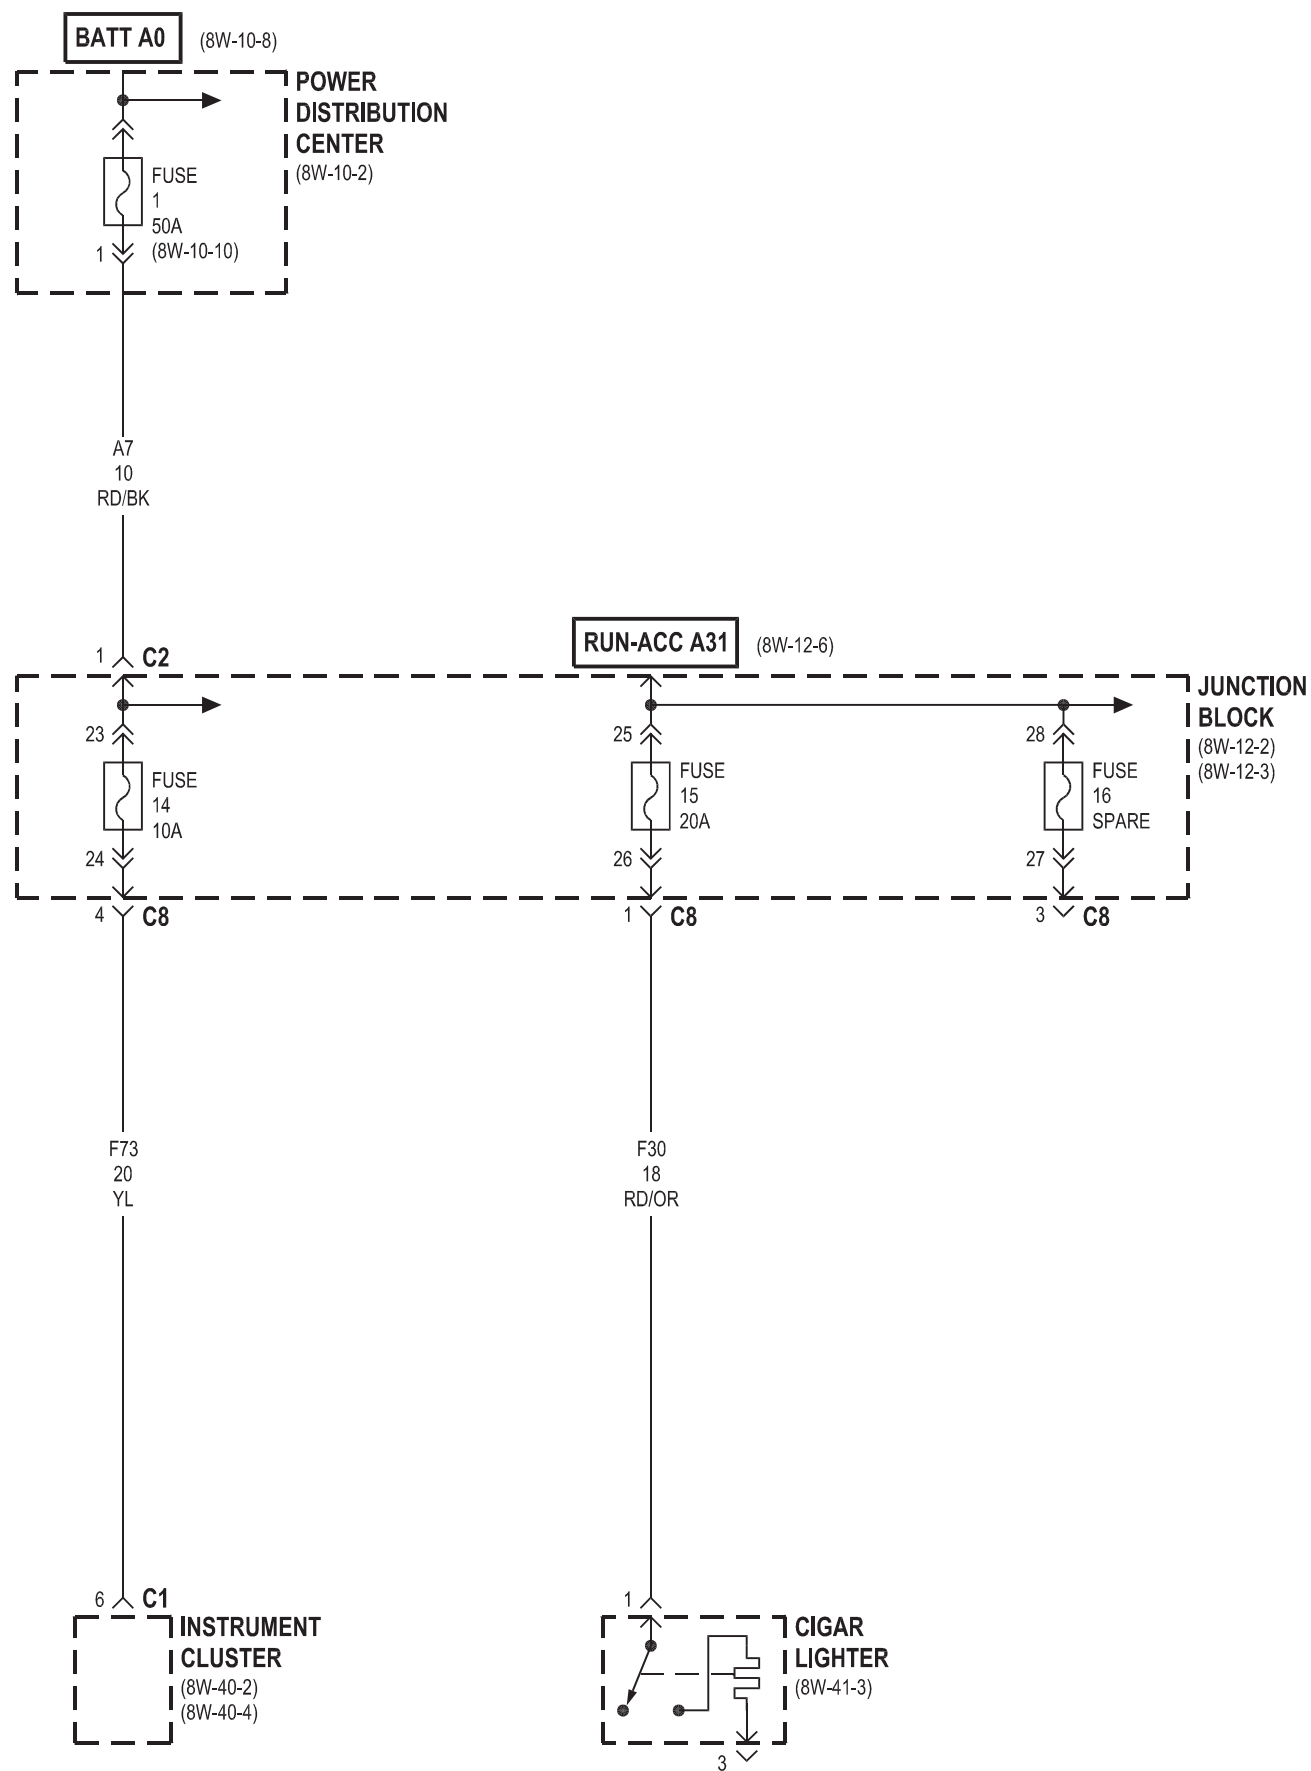 BATT A0
(8W-10-8)
POWER
DISTRIBUTION
CENTER
(8W-10-2)
FUSE
1
50A
(8W-10-10)
1
A7
10
RD/BK
1
C2
RUN-ACC A31
(8W-12-6)
JUNCTION
BLOCK
(8W-12-2)
(8W-12-3)
23
FUSE
14
10A
24
25
FUSE
15
20A
26
28
FUSE
16
SPARE
27
4
C8
1
C8
3
C8
F73
20
YL
F30
18
RD/OR
6
C1
INSTRUMENT
CLUSTER
(8W-40-2)
(8W-40-4)
1
CIGAR
LIGHTER
(8W-41-3)
3